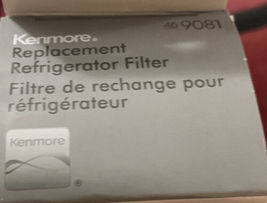 46 9081
Kenmore®
Replacement
Refrigerator Filter
Filtre de rechange pour
réfrigérateur
Kenmore
®